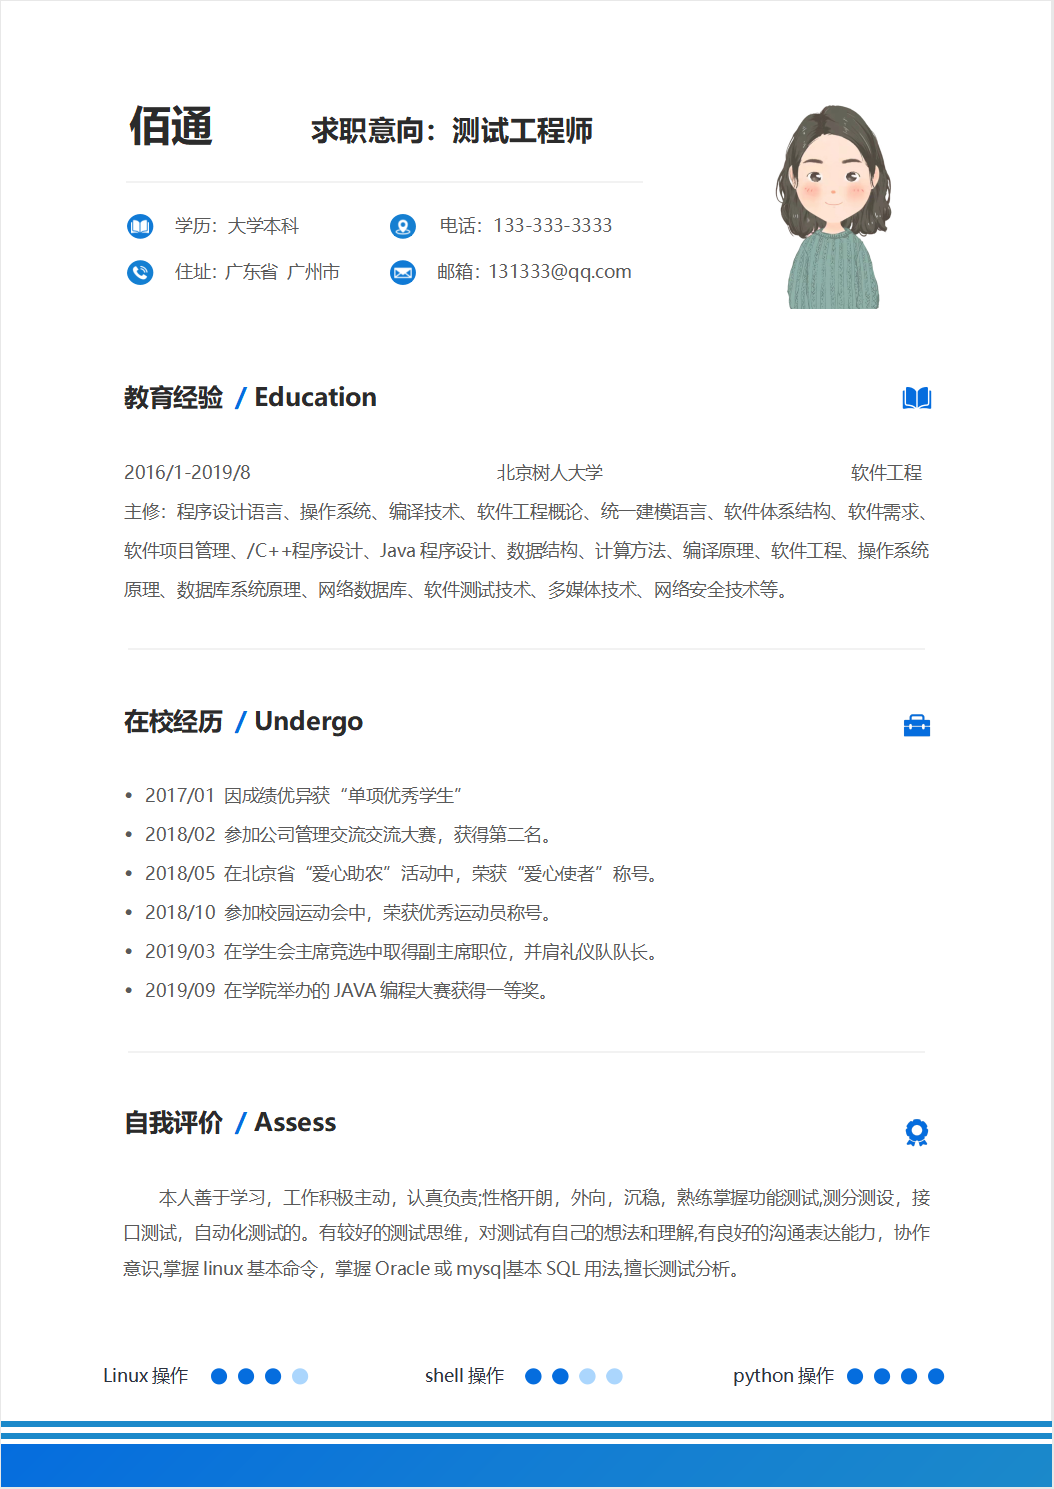 佰通 求职意向：测试工程师
学历：大学本科 电话：133-333-3333
住址：广东省 广州市 邮箱：131333@qq.com
教育经验 / Education
2016/1-2019/8 北京树人大学 软件工程
主修：程序设计语言、操作系统、编译技术、软件工程概论、统一建模语言、软件体系结构、软件需求、
软件项目管理、/C++程序设计、Java 程序设计、数据结构、计算方法、编译原理、软件工程、操作系统
原理、数据库系统原理、网络数据库、软件测试技术、多媒体技术、网络安全技术等。
在校经历 / Undergo
• 2017/01 因成绩优异获“单项优秀学生”
• 2018/02 参加公司管理交流交流大赛，获得第二名。
• 2018/05 在北京省“爱心助农”活动中，荣获“爱心使者”称号。
• 2018/10 参加校园运动会中，荣获优秀运动员称号。
• 2019/03 在学生会主席竞选中取得副主席职位，并肩礼仪队队长。
• 2019/09 在学院举办的 JAVA 编程大赛获得一等奖。
自我评价 / Assess
本人善于学习，工作积极主动，认真负责;性格开朗，外向，沉稳，熟练掌握功能测试,测分测设，接
口测试，自动化测试的。有较好的测试思维，对测试有自己的想法和理解,有良好的沟通表达能力，协作
意识,掌握 linux 基本命令，掌握 Oracle 或 mysq|基本 SQL 用法,擅长测试分析。
Linux 操作 shell 操作 python 操作